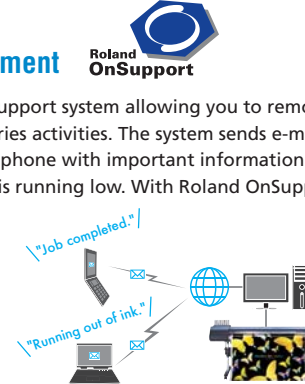 ment
Roland
OnSupport
support system allowing you to remo
ries activities. The system sends e-m
phone with important information
is running low. With Roland OnSupp
"Job completed."
"Running out of ink."